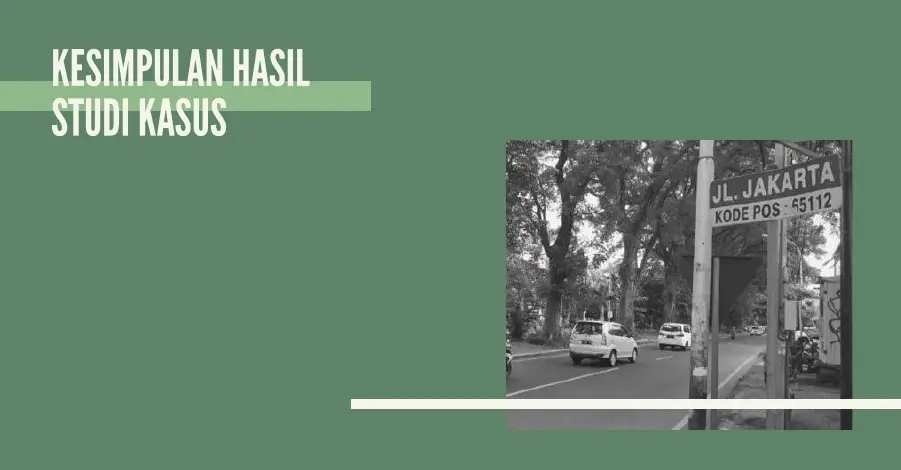 KESIMPULAN HASIL
STUDI KASUS
JL. JAKARTA
KODE POS : 65112